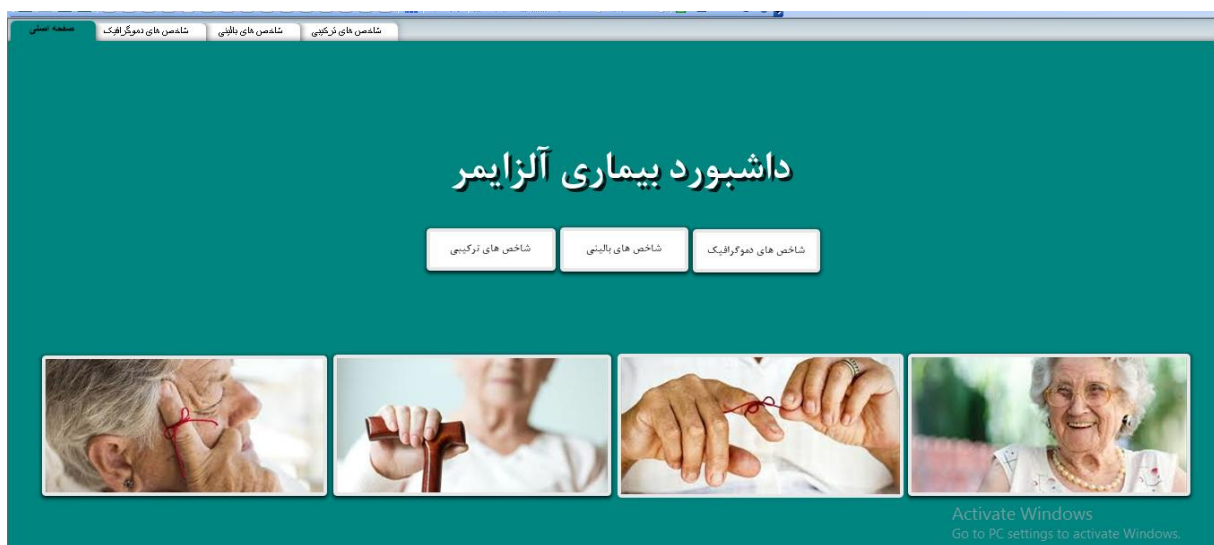 صفحه اصلی
شاخص های دموگرافیک
شاخص های بالینی
شاخص های ترکیبی
داشبورد بیماری آلزایمر
شاخص های دموگرافیک
شاخص های بالینی
شاخص های ترکیبی
Activate Windows
Go to PC settings to activate Windows.